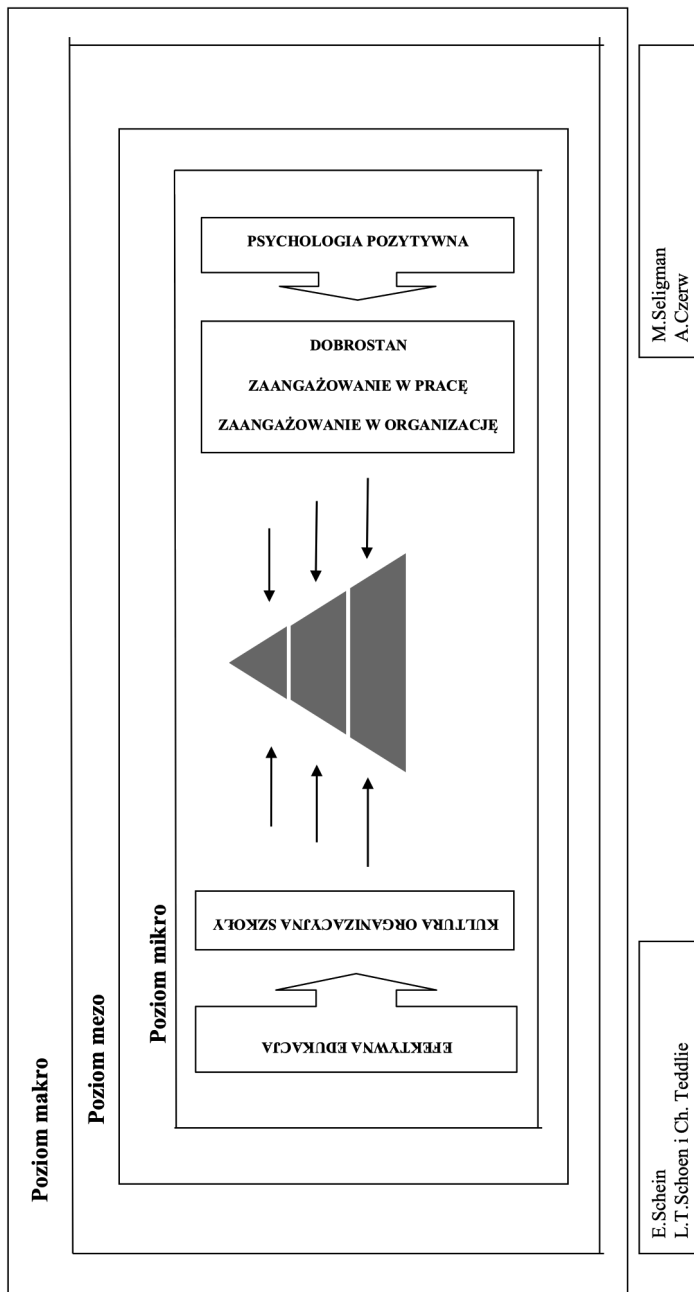 Poziom makro
Poziom mezo
Poziom mikro
PSYCHOLOGIA POZYTYWNA
DOBROSTAN
ZAANGAŻOWANIE W PRACĘ
ZAANGAŻOWANIE W ORGANIZACJĘ
KULTURA ORGANIZACYJNA SZKOŁY
EFEKTYWNA EDUKACJA
E.Schein
L.T.Schoen i Ch. Teddlie
M.Seligman
A.Czerw